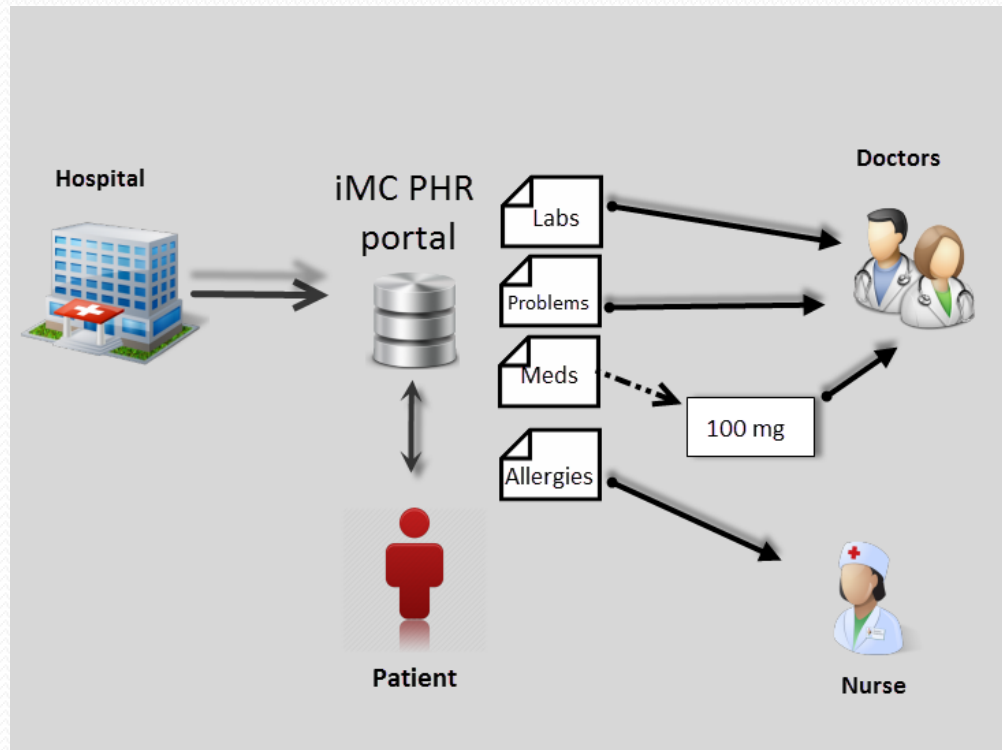 Hospital
iMC PHR
portal
Labs
Problems
Meds
Allergies
100 mg
Doctors
Patient
Nurse